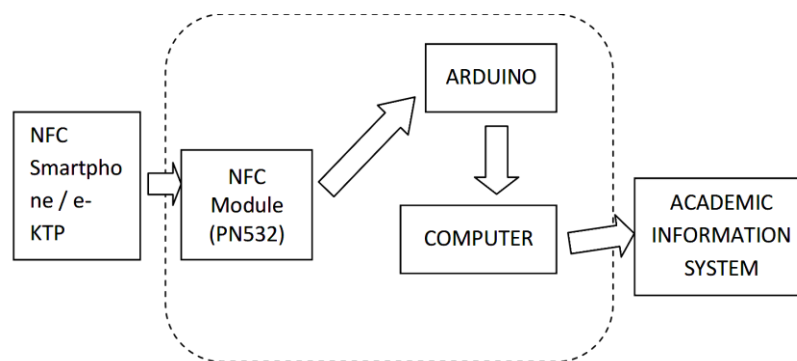 NFC
Smartpho
ne / e-
KTP
NFC
Module
(PN532)
ARDUINO
COMPUTER
ACADEMIC
INFORMATION
SYSTEM